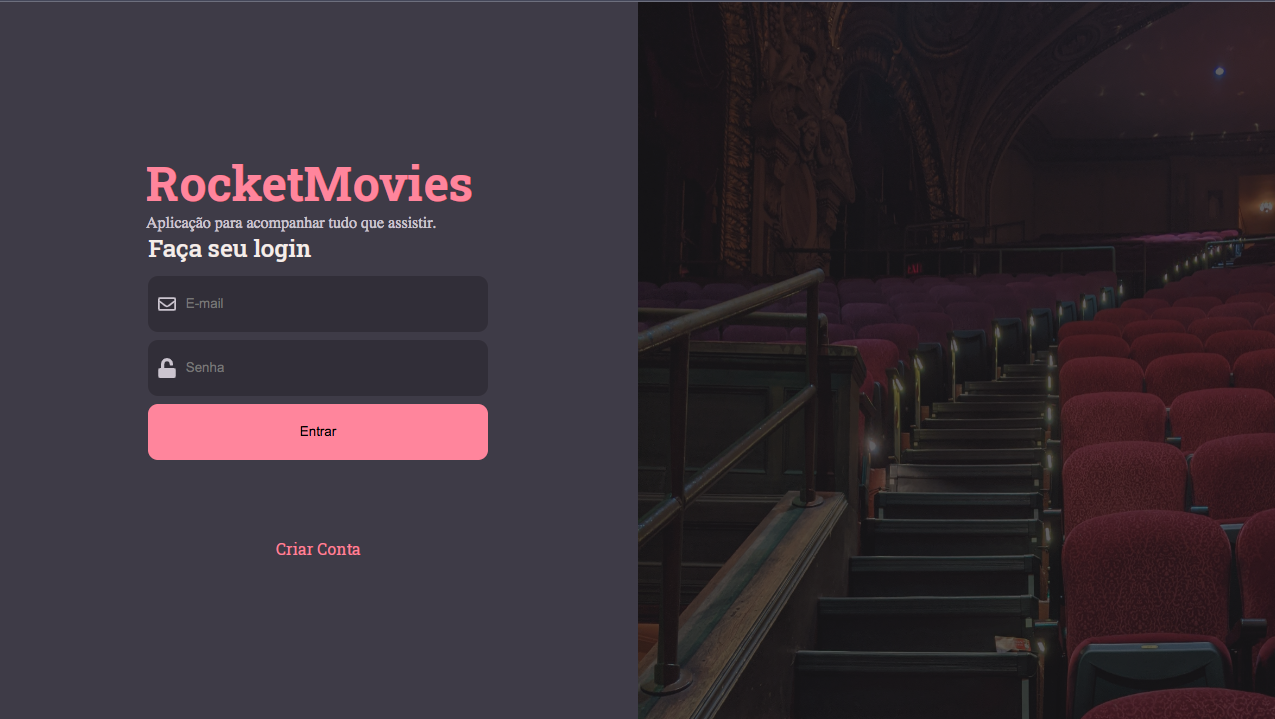 RocketMovies
Aplicação para acompanhar tudo que assistir.
Faça seu login
E-mail
Senha
Entrar
Criar Conta